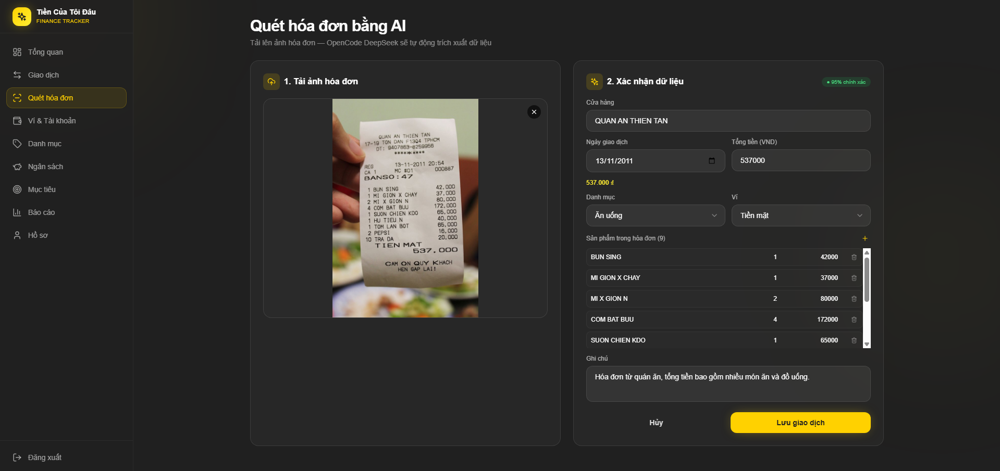 Tiền Của Tôi Đâu
FINANCE TRACKER
Tổng quan
Giao dịch
Quét hóa đơn
Ví & Tài khoản
Danh mục
Ngân sách
Mục tiêu
Báo cáo
Hồ sơ
Đăng xuất
Quét hóa đơn bằng AI
Tải lên ảnh hóa đơn — OpenCode DeepSeek sẽ tự động trích xuất dữ liệu
1. Tải ảnh hóa đơn
QUAN AN THIEN TAN
17-19 TON DAN F13Q4 TPHCM
DT: 9407863-6259956
**********
REG 13-11-2011 20:54
CA 1 MC #01 000887
BANSO:47
1 BUN SING 42,000
1 MI GION X CHAY 37,000
2 MI X GION N 80,000
4 COM BAT BUU 172,000
1 SUON CHIEN KDO 65,000
1 HU TIEU N 40,000
1 TOM LAN BOT 65,000
2 PEPSI 16,000
10 TRA DA 20,000
TIEN MAT
537.000
CAM ON QUY KHACH
HEN GAP LAI!
2. Xác nhận dữ liệu
95% chính xác
Cửa hàng
QUAN AN THIEN TAN
Ngày giao dịch Tổng tiền (VND)
13/11/2011 537000
537.000 ₫
Danh mục Ví
Ăn uống Tiền mặt
Sản phẩm trong hóa đơn (9) +
BUN SING 1 42000
MI GION X CHAY 1 37000
MI X GION N 2 80000
COM BAT BUU 4 172000
SUON CHIEN KDO 1 65000
Ghi chú
Hóa đơn từ quán ăn, tổng tiền bao gồm nhiều món ăn và đồ uống.
Hủy Lưu giao dịch